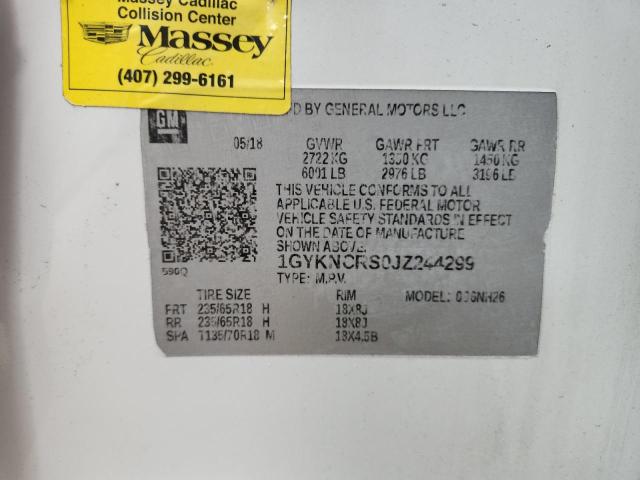 Massey Cadillac
Collision Center
Massey
Cadillac
(407) 299-6161
D BY GENERAL MOTORS LLC
GM
05/18 GVWR GAWR FRT GAWR RR
2722 KG 1350 KG 1450 KG
6001 LB 2976 LB 3196 LB
THIS VEHICLE CONFORMS TO ALL
APPLICABLE U.S. FEDERAL MOTOR
VEHICLE SAFETY STANDARDS IN EFFECT
ON THE DATE OF MANUFACTURE
SHOWN ABOVE.
1GYKNCRS0JZ244299
TYPE: M.P.V.
TIRE SIZE RIM MODEL:
FRT 235/65R18 H 18X8J
RR 235/65R18 H 18X8J
SPA T135/70R18 M 18X4.5B